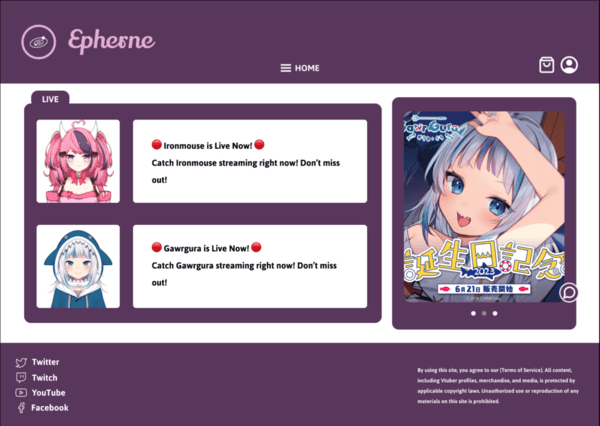 Epherne
HOME
LIVE
🔴 Ironmouse is Live Now! 🔴
Catch Ironmouse streaming right now! Don't miss
out!
🔴 Gawrgura is Live Now! 🔴
Catch Gawrgura streaming right now! Don't miss
out!
Gawr Gura
誕生日記念
2023
6月21日 販売開始
Twitter
Twitch
YouTube
Facebook
By using this site, you agree to our [Terms of Service]. All content,
including Vtuber profiles, merchandise, and media, is protected by
applicable copyright laws. Unauthorized use or reproduction of any
materials on this site is prohibited.